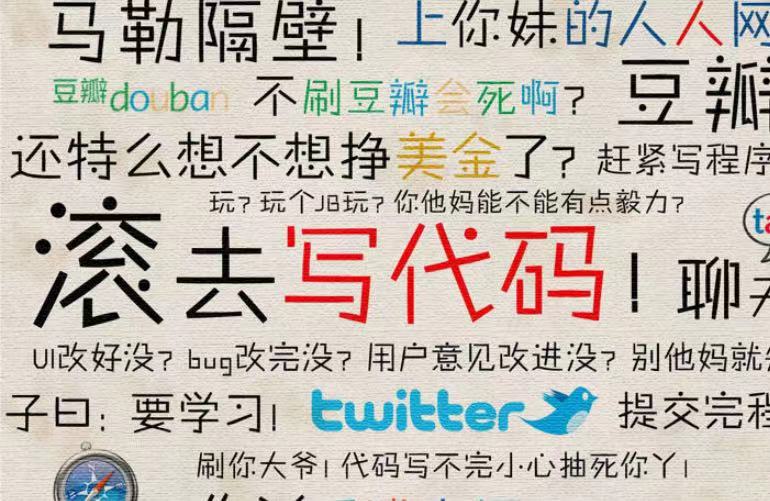 马勒隔壁！ 上你妹的人人网
豆瓣douban 不刷豆瓣会死啊？ 豆瓣
还特么想不想挣美金了？ 赶紧写程序
玩？玩个JB玩？你他妈能不能有点毅力？
滚去写代码！ 聊天
UI改好没？bug改完没？用户意见改进没？别他妈就知
子曰：要学习！ twitter 提交完程
刷你大爷！代码写不完小心抽死你丫！